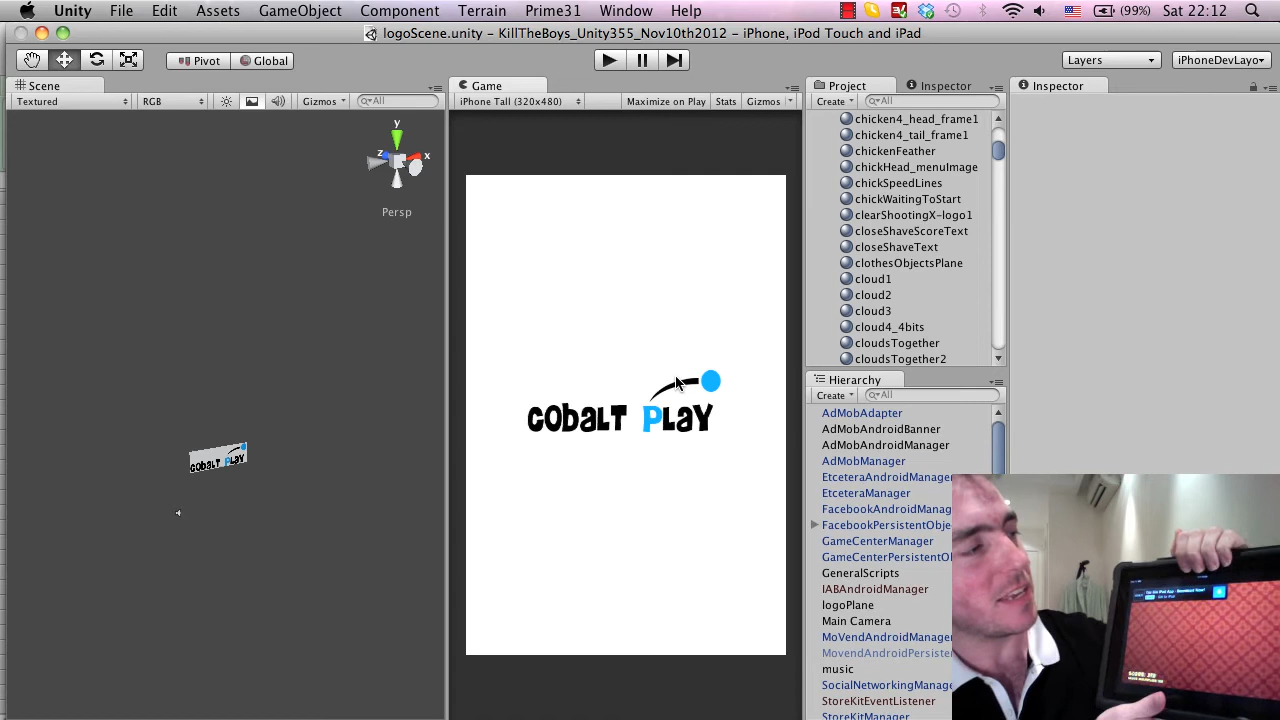 Unity File Edit Assets GameObject Component Terrain Prime31 Window Help (99%) Sat 22:12
logoScene.unity – KillTheBoys_Unity355_Nov10th2012 – iPhone, iPod Touch and iPad
Pivot Global Layers iPhoneDevLayo
Scene
Textured RGB Gizmos All
y
z x
Persp
Game
iPhone Tall (320x480) Maximize on Play Stats Gizmos
Cobalt Play
Cobalt Play
Project Inspector
Create All
chicken4_head_frame1
chicken4_tail_frame1
chickenFeather
chickHead_menuImage
chickSpeedLines
chickWaitingToStart
clearShootingX-logo1
closeShaveScoreText
closeShaveText
clothesObjectsPlane
cloud1
cloud2
cloud3
cloud4_4bits
cloudsTogether
cloudsTogether2
Hierarchy
Create All
AdMobAdapter
AdMobAndroidBanner
AdMobAndroidManager
AdMobManager
EtceteraAndroidManager
EtceteraManager
FacebookAndroidManag
FacebookPersistentObje
GameCenterManager
GameCenterPersistentO
GeneralScripts
IABAndroidManager
logoPlane
Main Camera
MoVendAndroidManager
MovendAndroidPersiste
music
SocialNetworkingManage
StoreKitEventListener
StoreKitManager
Inspector